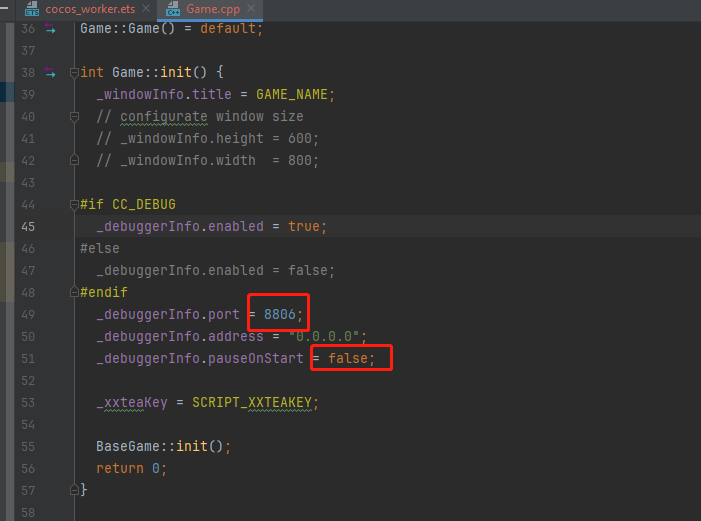 cocos_worker.ets × Game.cpp ×
36 Game::Game() = default;
37
38 int Game::init() {
39 _windowInfo.title = GAME_NAME;
40 // configurate window size
41 // _windowInfo.height = 600;
42 // _windowInfo.width  = 800;
43
44 #if CC_DEBUG
45 _debuggerInfo.enabled = true;
46 #else
47 _debuggerInfo.enabled = false;
48 #endif
49 _debuggerInfo.port = 8806;
50 _debuggerInfo.address = "0.0.0.0";
51 _debuggerInfo.pauseOnStart = false;
52
53 _xxteaKey = SCRIPT_XXTEAKEY;
54
55 BaseGame::init();
56 return 0;
57 }
58